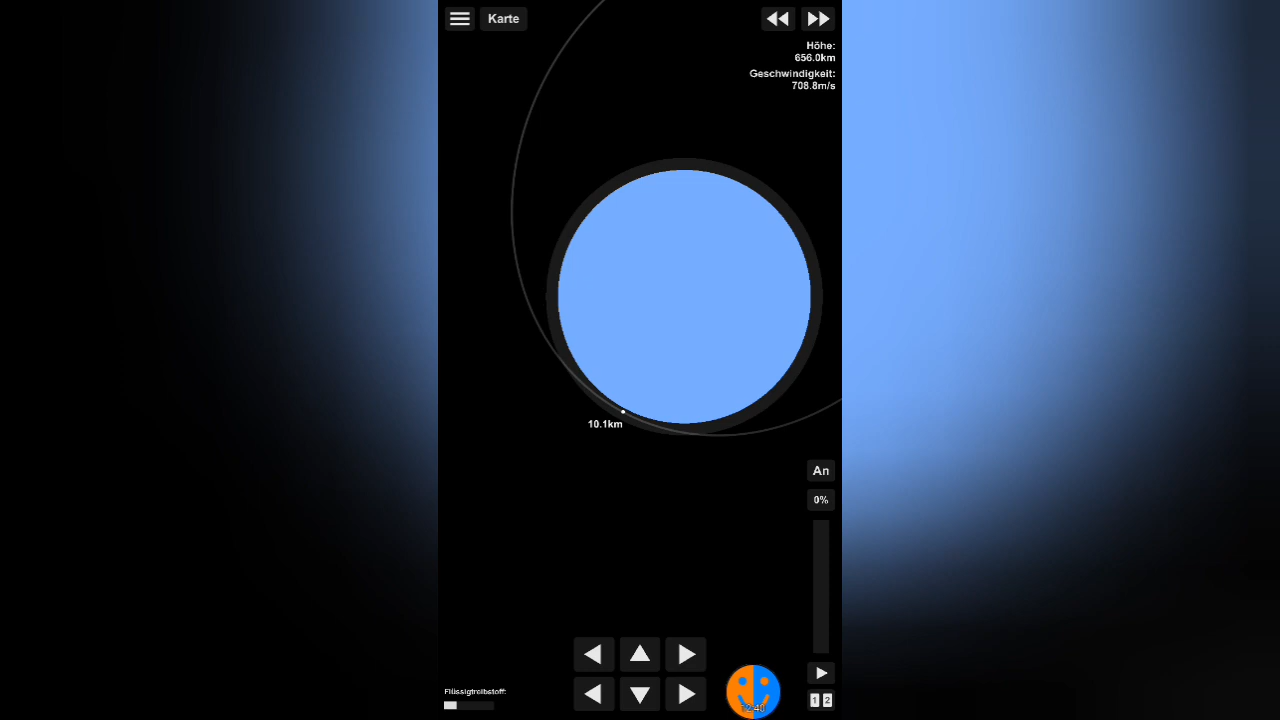 Karte
Höhe:
656.0km
Geschwindigkeit:
708.8m/s
10.1km
An
0%
Flüssigtreibstoff:
1 2